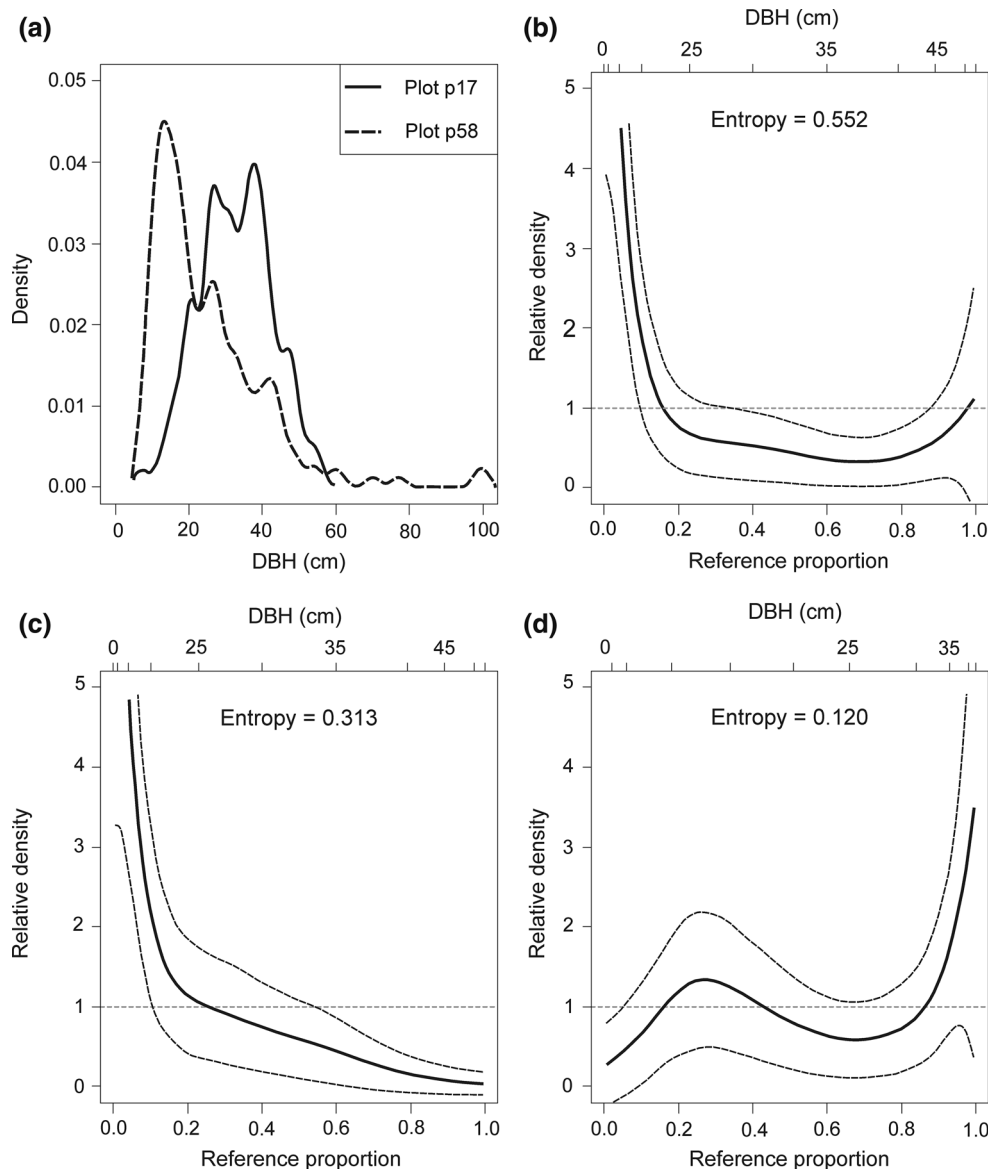 (a)
Plot p17
Plot p58
0.05
0.04
0.03
0.02
0.01
0.00
Density
0 20 40 60 80 100
DBH (cm)
(b)
DBH (cm)
0 25 35 45
Entropy = 0.552
5
4
3
2
1
0
Relative density
0.0 0.2 0.4 0.6 0.8 1.0
Reference proportion
(c)
DBH (cm)
0 25 35 45
Entropy = 0.313
5
4
3
2
1
0
Relative density
0.0 0.2 0.4 0.6 0.8 1.0
Reference proportion
(d)
DBH (cm)
0 25 35
Entropy = 0.120
5
4
3
2
1
0
Relative density
0.0 0.2 0.4 0.6 0.8 1.0
Reference proportion